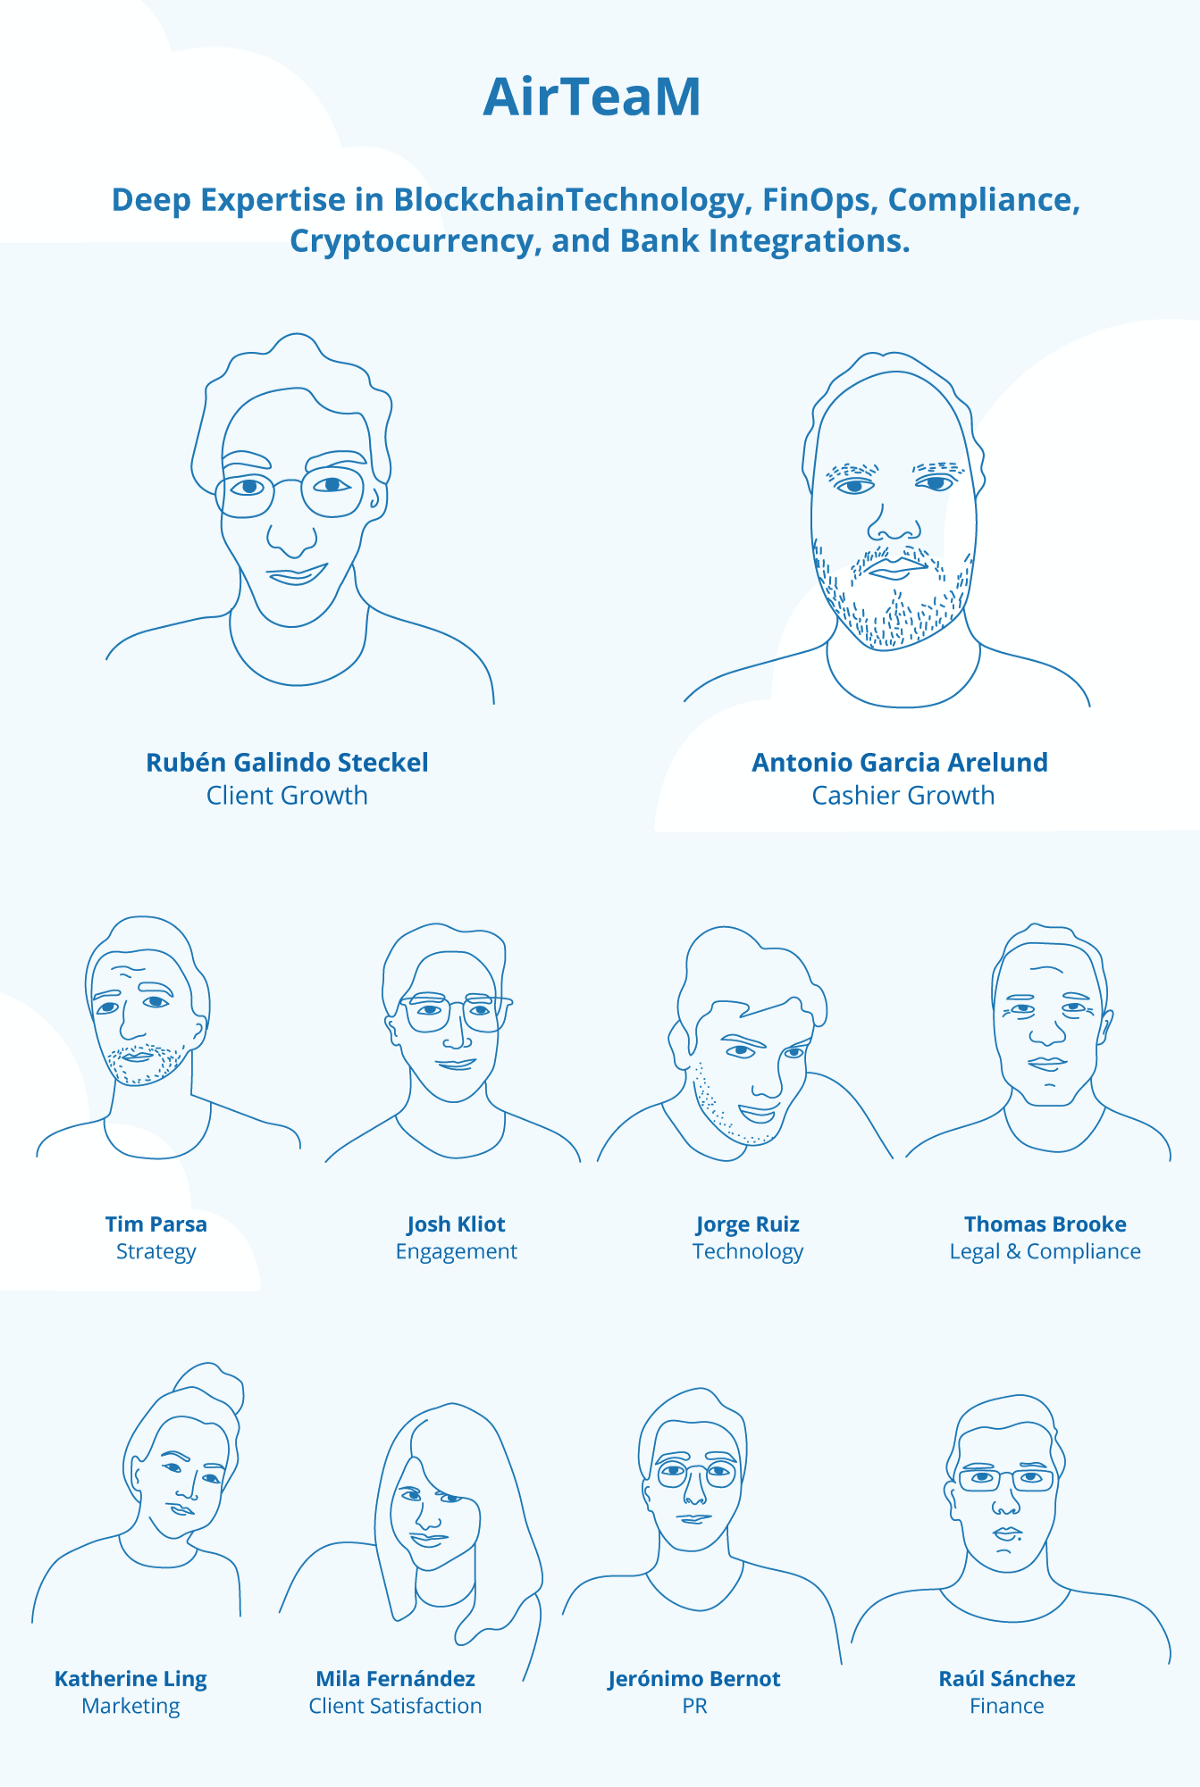 AirTeaM
Deep Expertise in BlockchainTechnology, FinOps, Compliance,
Cryptocurrency, and Bank Integrations.
Rubén Galindo Steckel
Client Growth
Antonio Garcia Arelund
Cashier Growth
Tim Parsa
Strategy
Josh Kliot
Engagement
Jorge Ruiz
Technology
Thomas Brooke
Legal & Compliance
Katherine Ling
Marketing
Mila Fernández
Client Satisfaction
Jerónimo Bernot
PR
Raúl Sánchez
Finance